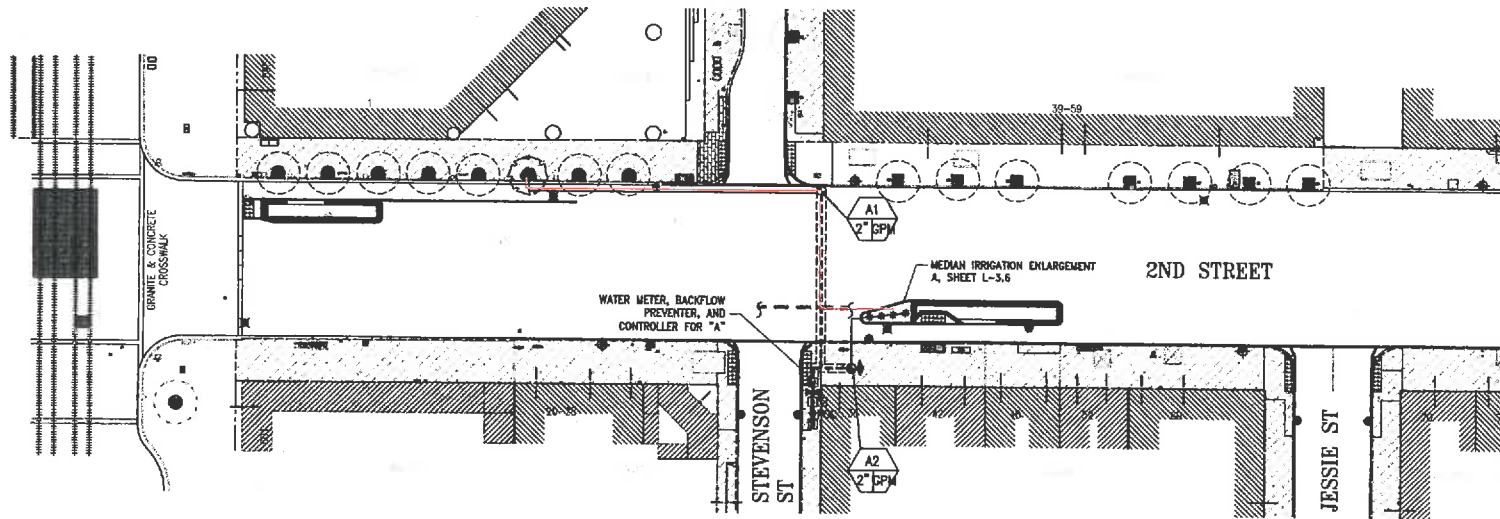 39-59
1
GRANITE & CONCRETE
CROSSWALK
A1
2" GPM
MEDIAN IRRIGATION ENLARGEMENT
A, SHEET L-3.6
2ND STREET
WATER METER, BACKFLOW
PREVENTER, AND
CONTROLLER FOR "A"
A2
2" GPM
STEVENSON
ST
JESSIE ST